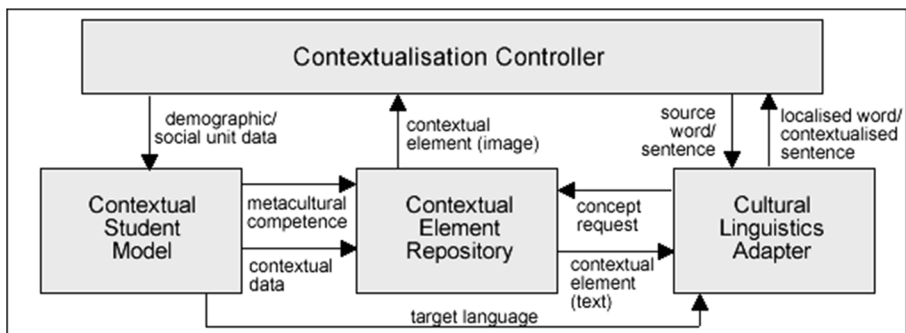 Contextualisation Controller
demographic/
social unit data
contextual
element (image)
source
word/
sentence
localised word/
contextualised
sentence
Contextual
Student
Model
metacultural
competence
contextual
data
Contextual
Element
Repository
concept
request
contextual
element
(text)
Cultural
Linguistics
Adapter
target language